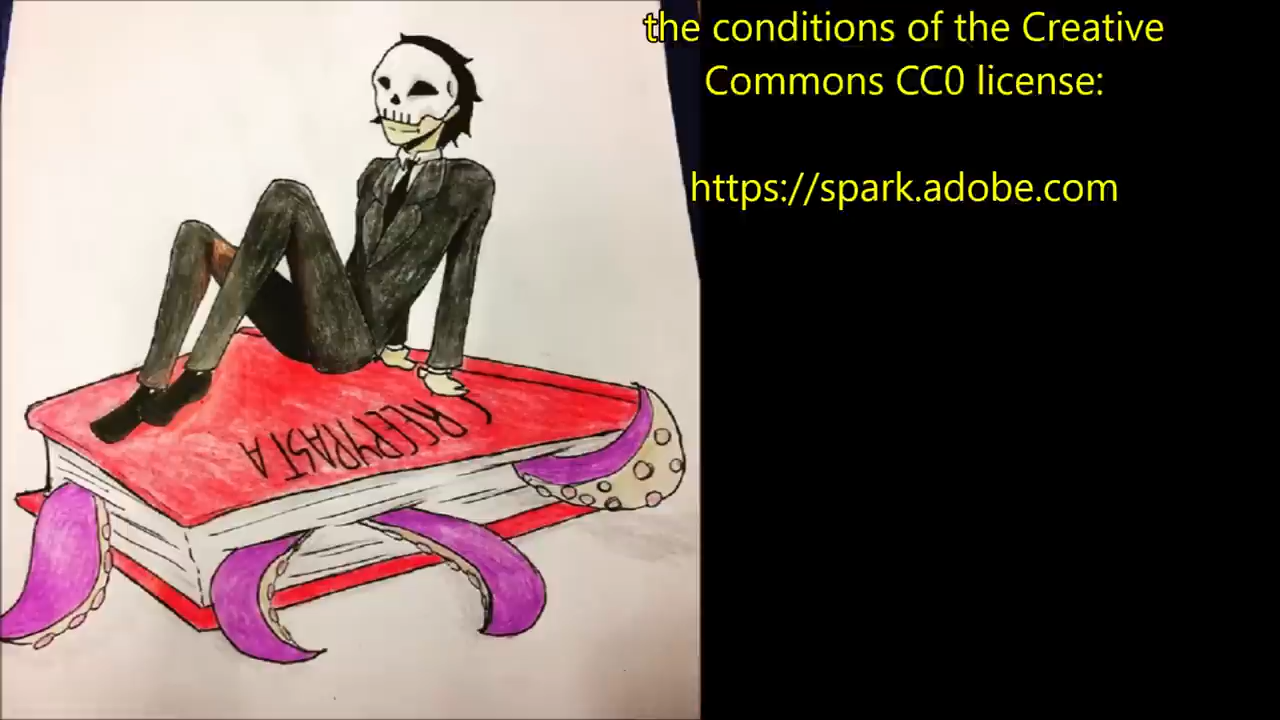 the conditions of the Creative
Commons CC0 license:
https://spark.adobe.com
CREEPYPASTA